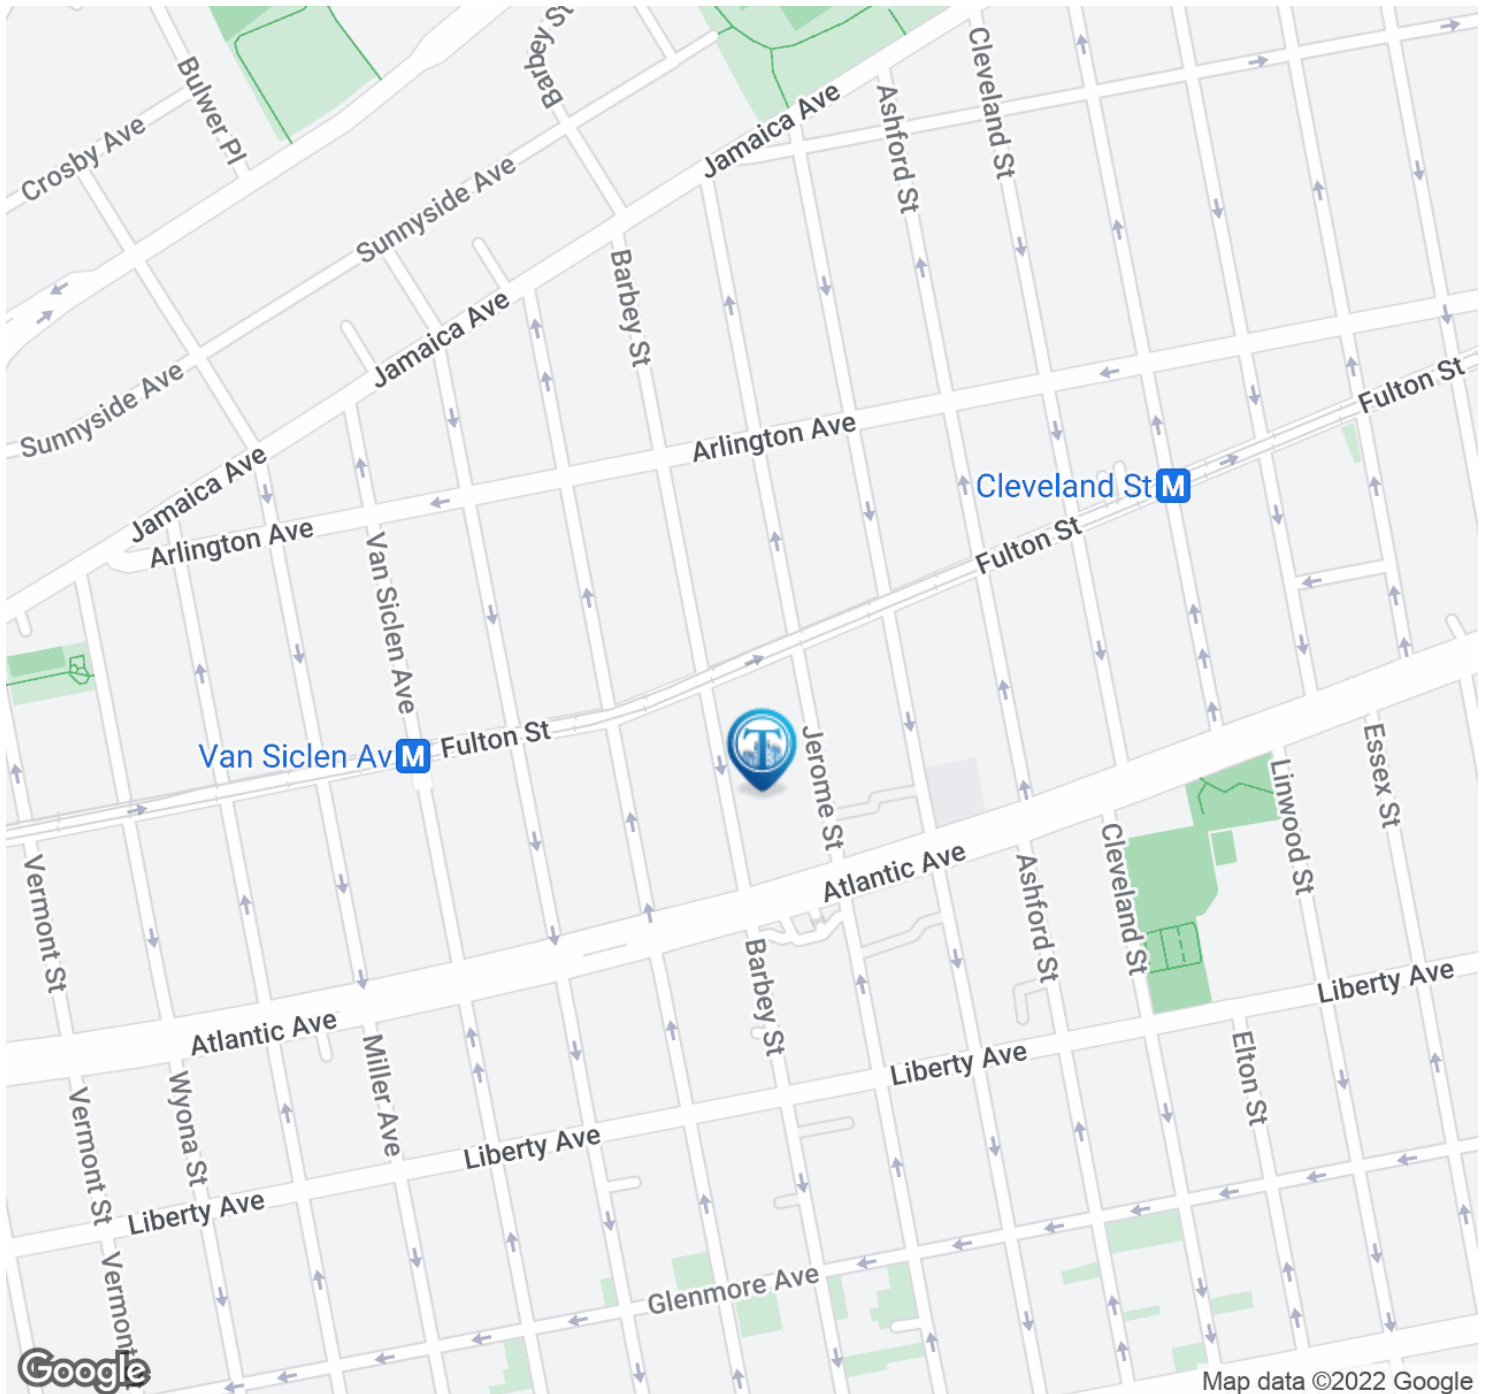 Barbey St
Cleveland St
Bulwer Pl
Ashford St
Jamaica Ave
Crosby Ave
Sunnyside Ave
Barbey St
Jamaica Ave
Sunnyside Ave
Fulton St
Arlington Ave
Jamaica Ave
Cleveland St M
Arlington Ave
Fulton St
Van Siclen Ave
T
Fulton St
Van Siclen Av M
Jerome St
Essex St
Linwood St
Atlantic Ave
Cleveland St
Ashford St
Vermont St
Barbey St
Liberty Ave
Atlantic Ave
Liberty Ave
Elton St
Miller Ave
Wyona St
Vermont St
Liberty Ave
Liberty Ave
Glenmore Ave
Vermont St
Google
Map data ©2022 Google